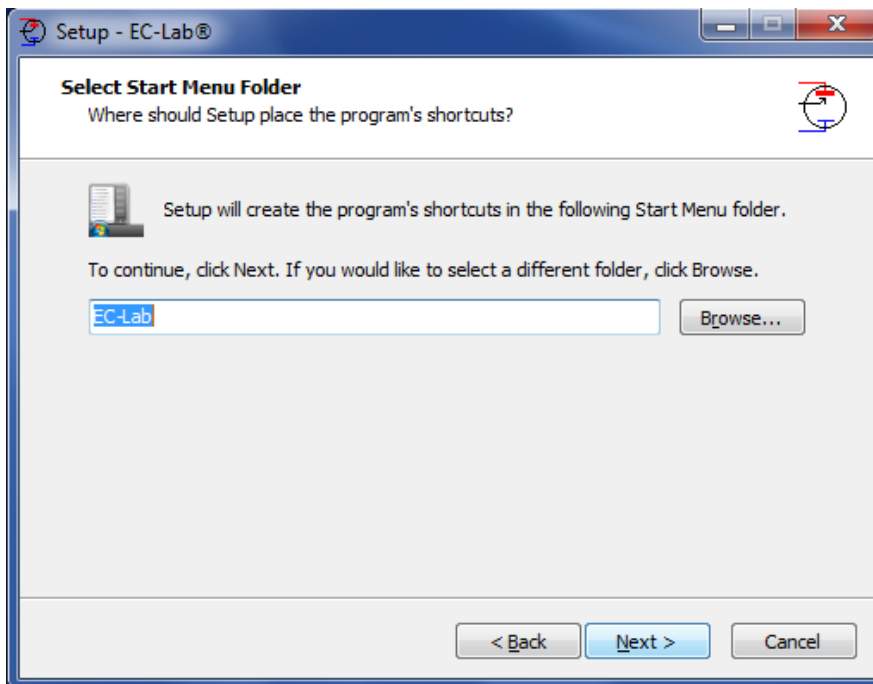 Setup - EC-Lab®
Select Start Menu Folder
Where should Setup place the program's shortcuts?
Setup will create the program's shortcuts in the following Start Menu folder.
To continue, click Next. If you would like to select a different folder, click Browse.
EC-Lab
Browse...
< Back
Next >
Cancel